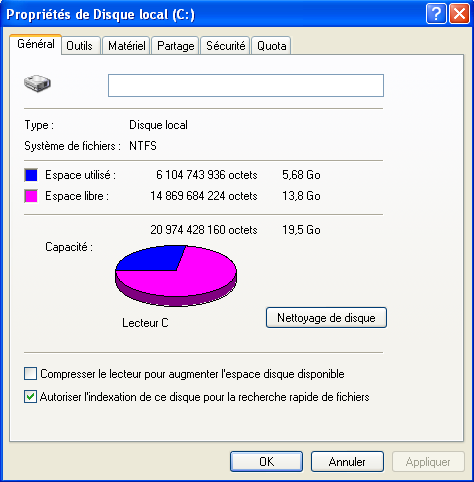 Propriétés de Disque local (C:)
Général Outils Matériel Partage Sécurité Quota
Type : Disque local
Système de fichiers : NTFS
Espace utilisé : 6 104 743 936 octets 5,68 Go
Espace libre : 14 869 684 224 octets 13,8 Go
20 974 428 160 octets 19,5 Go
Capacité :
Lecteur C
Nettoyage de disque
Compresser le lecteur pour augmenter l'espace disque disponible
Autoriser l'indexation de ce disque pour la recherche rapide de fichiers
OK Annuler Appliquer